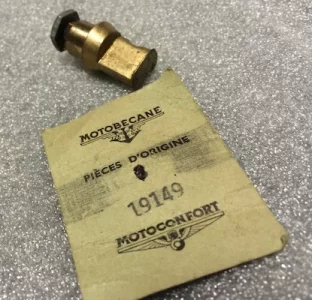 MOTOBECANE
PIÈCES D'ORIGINE
19149
MOTOCONFORT